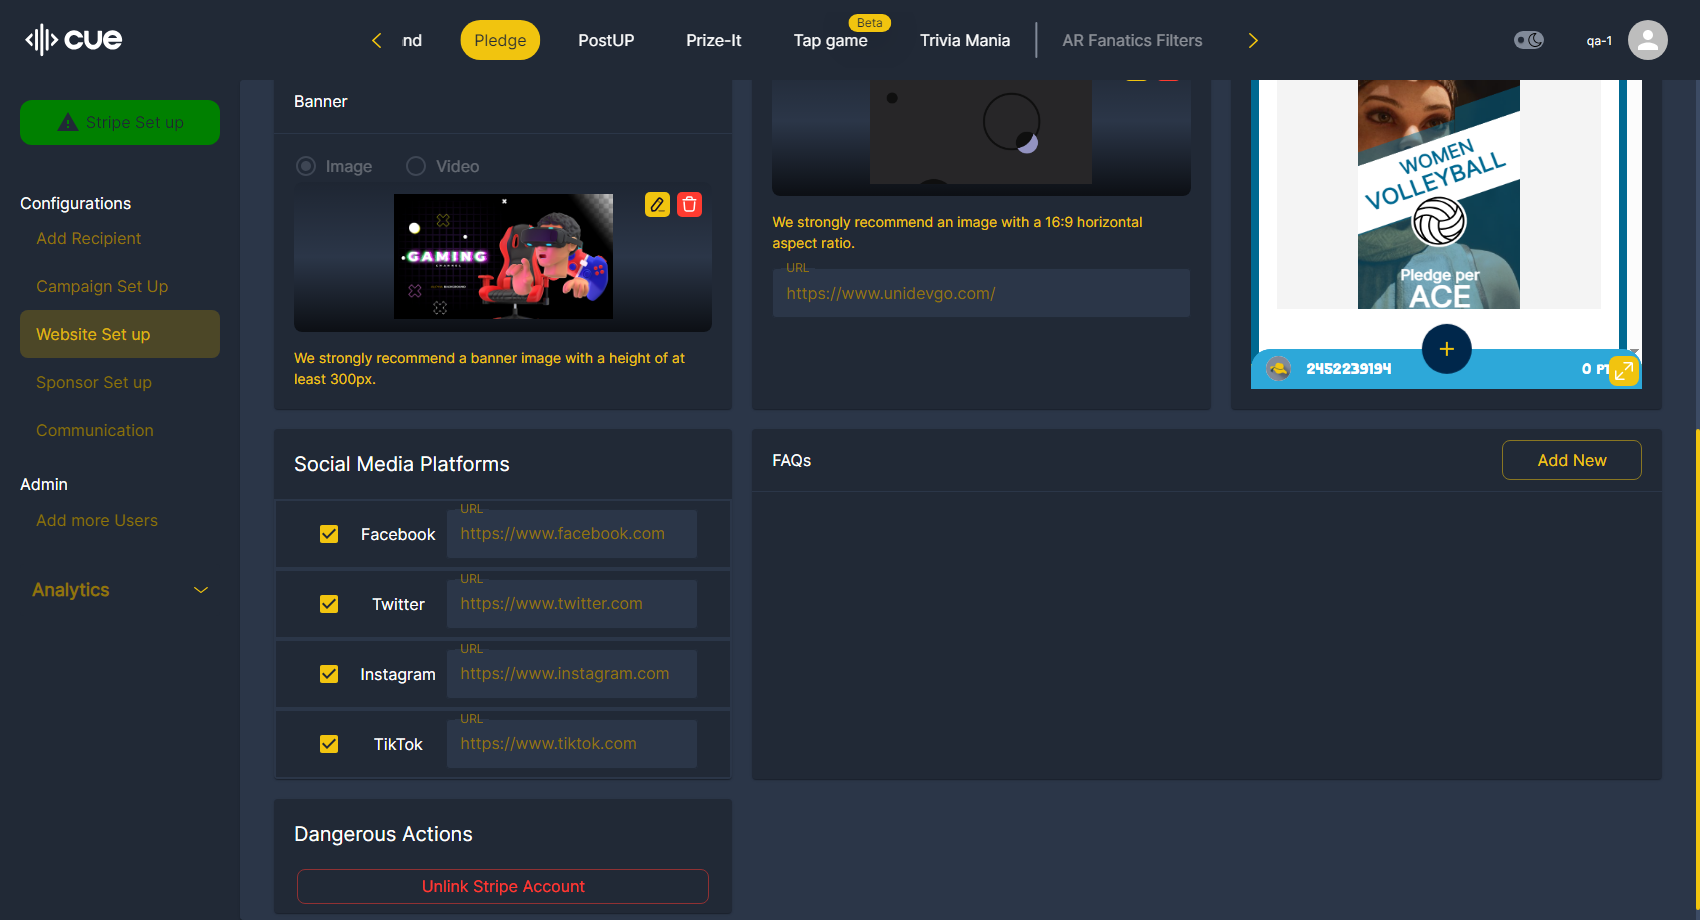 cue
nd
Pledge
PostUP
Prize-It
Tap game
Beta
Trivia Mania
AR Fanatics Filters
qa-1
Stripe Set up
Configurations
Add Recipient
Campaign Set Up
Website Set up
Sponsor Set up
Communication
Admin
Add more Users
Analytics
Banner
Image
Video
GAMING
We strongly recommend a banner image with a height of at
least 300px.
We strongly recommend an image with a 16:9 horizontal
aspect ratio.
URL
https://www.unidevgo.com/
WOMEN
VOLLEYBALL
Pledge per
ACE
2452239194
0 PT
Social Media Platforms
URL
Facebook
https://www.facebook.com
URL
Twitter
https://www.twitter.com
URL
Instagram
https://www.instagram.com
URL
TikTok
https://www.tiktok.com
FAQs
Add New
Dangerous Actions
Unlink Stripe Account